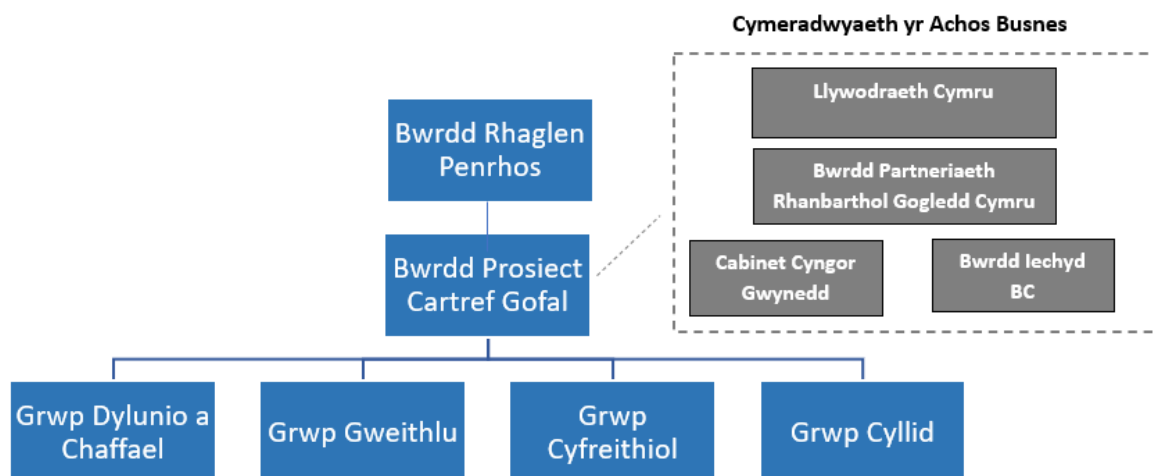 Cymeradwyaeth yr Achos Busnes
Llywodraeth Cymru
Bwrdd Partneriaeth
Rhanbarthol Gogledd Cymru
Cabinet Cyngor
Gwynedd
Bwrdd Iechyd
BC
Bwrdd Rhaglen
Penrhos
Bwrdd Prosiect
Cartref Gofal
Grwp Dylunio a
Chaffael
Grwp Gweithlu
Grwp
Cyfreithiol
Grwp Cyllid